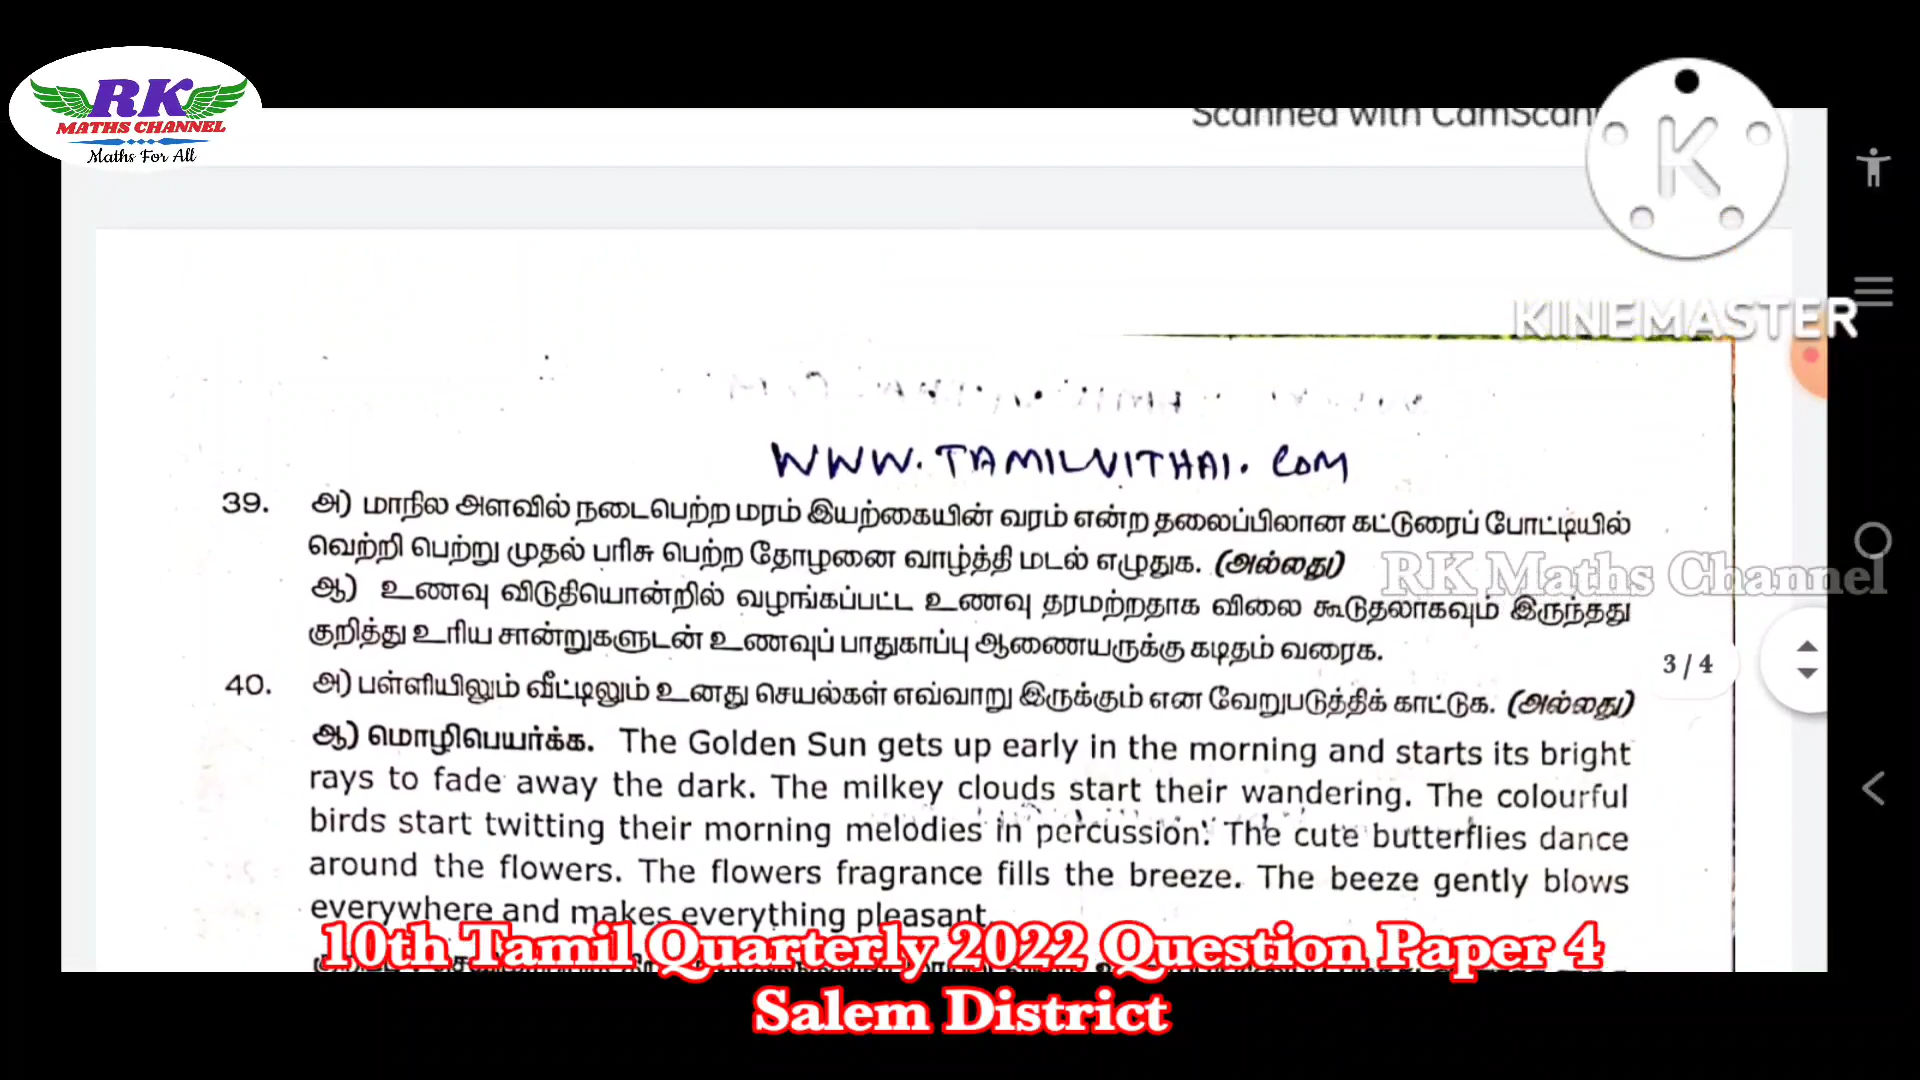 RK
MATHS CHANNEL
Maths For All
Scanned with CamScan
K
KINEMASTER
WWW.TAMILVITHAI.COM
39. அ) மாநில அளவில் நடைபெற்ற மரம் இயற்கையின் வரம் என்ற தலைப்பிலான கட்டுரைப் போட்டியில்
வெற்றி பெற்று முதல் பரிசு பெற்ற தோழனை வாழ்த்தி மடல் எழுதுக. (அல்லது)
RK Maths Channel
ஆ) உணவு விடுதியொன்றில் வழங்கப்பட்ட உணவு தரமற்றதாக விலை கூடுதலாகவும் இருந்தது
குறித்து உரிய சான்றுகளுடன் உணவுப் பாதுகாப்பு ஆணையருக்கு கடிதம் வரைக.
3/4
40. அ) பள்ளியிலும் வீட்டிலும் உனது செயல்கள் எவ்வாறு இருக்கும் என வேறுபடுத்திக் காட்டுக. (அல்லது)
ஆ) மொழிபெயர்க்க. The Golden Sun gets up early in the morning and starts its bright
rays to fade away the dark. The milkey clouds start their wandering. The colourful
birds start twitting their morning melodies in percussion. The cute butterflies dance
around the flowers. The flowers fragrance fills the breeze. The beeze gently blows
everywhere and makes everything pleasant.
10th Tamil Quarterly 2022 Question Paper 4
Salem District